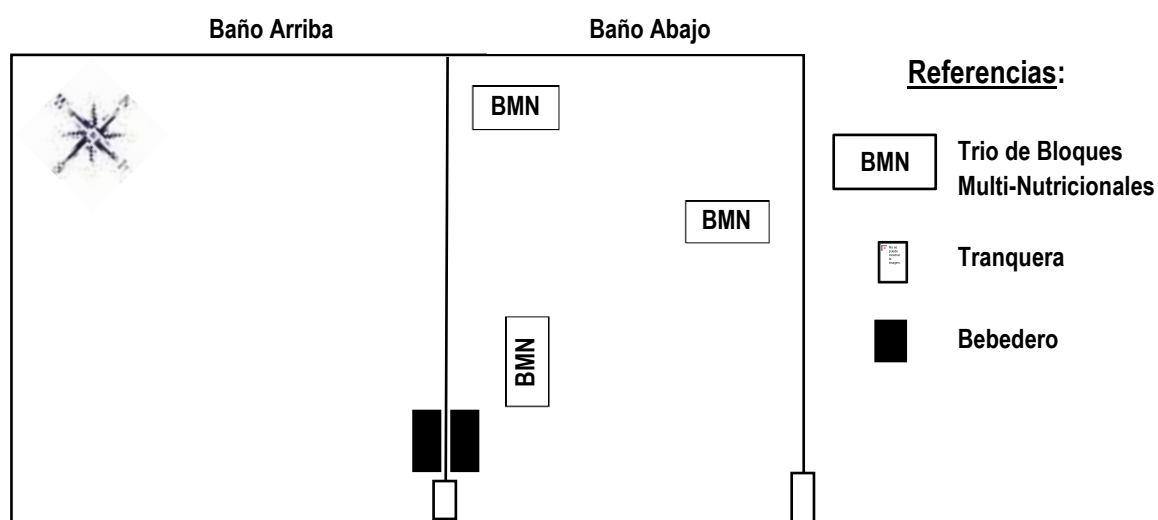 Baño Arriba
Baño Abajo
Referencias:
BMN
BMN
BMN
BMN
Trio de Bloques
Multi-Nutricionales
Tranquera
Bebedero